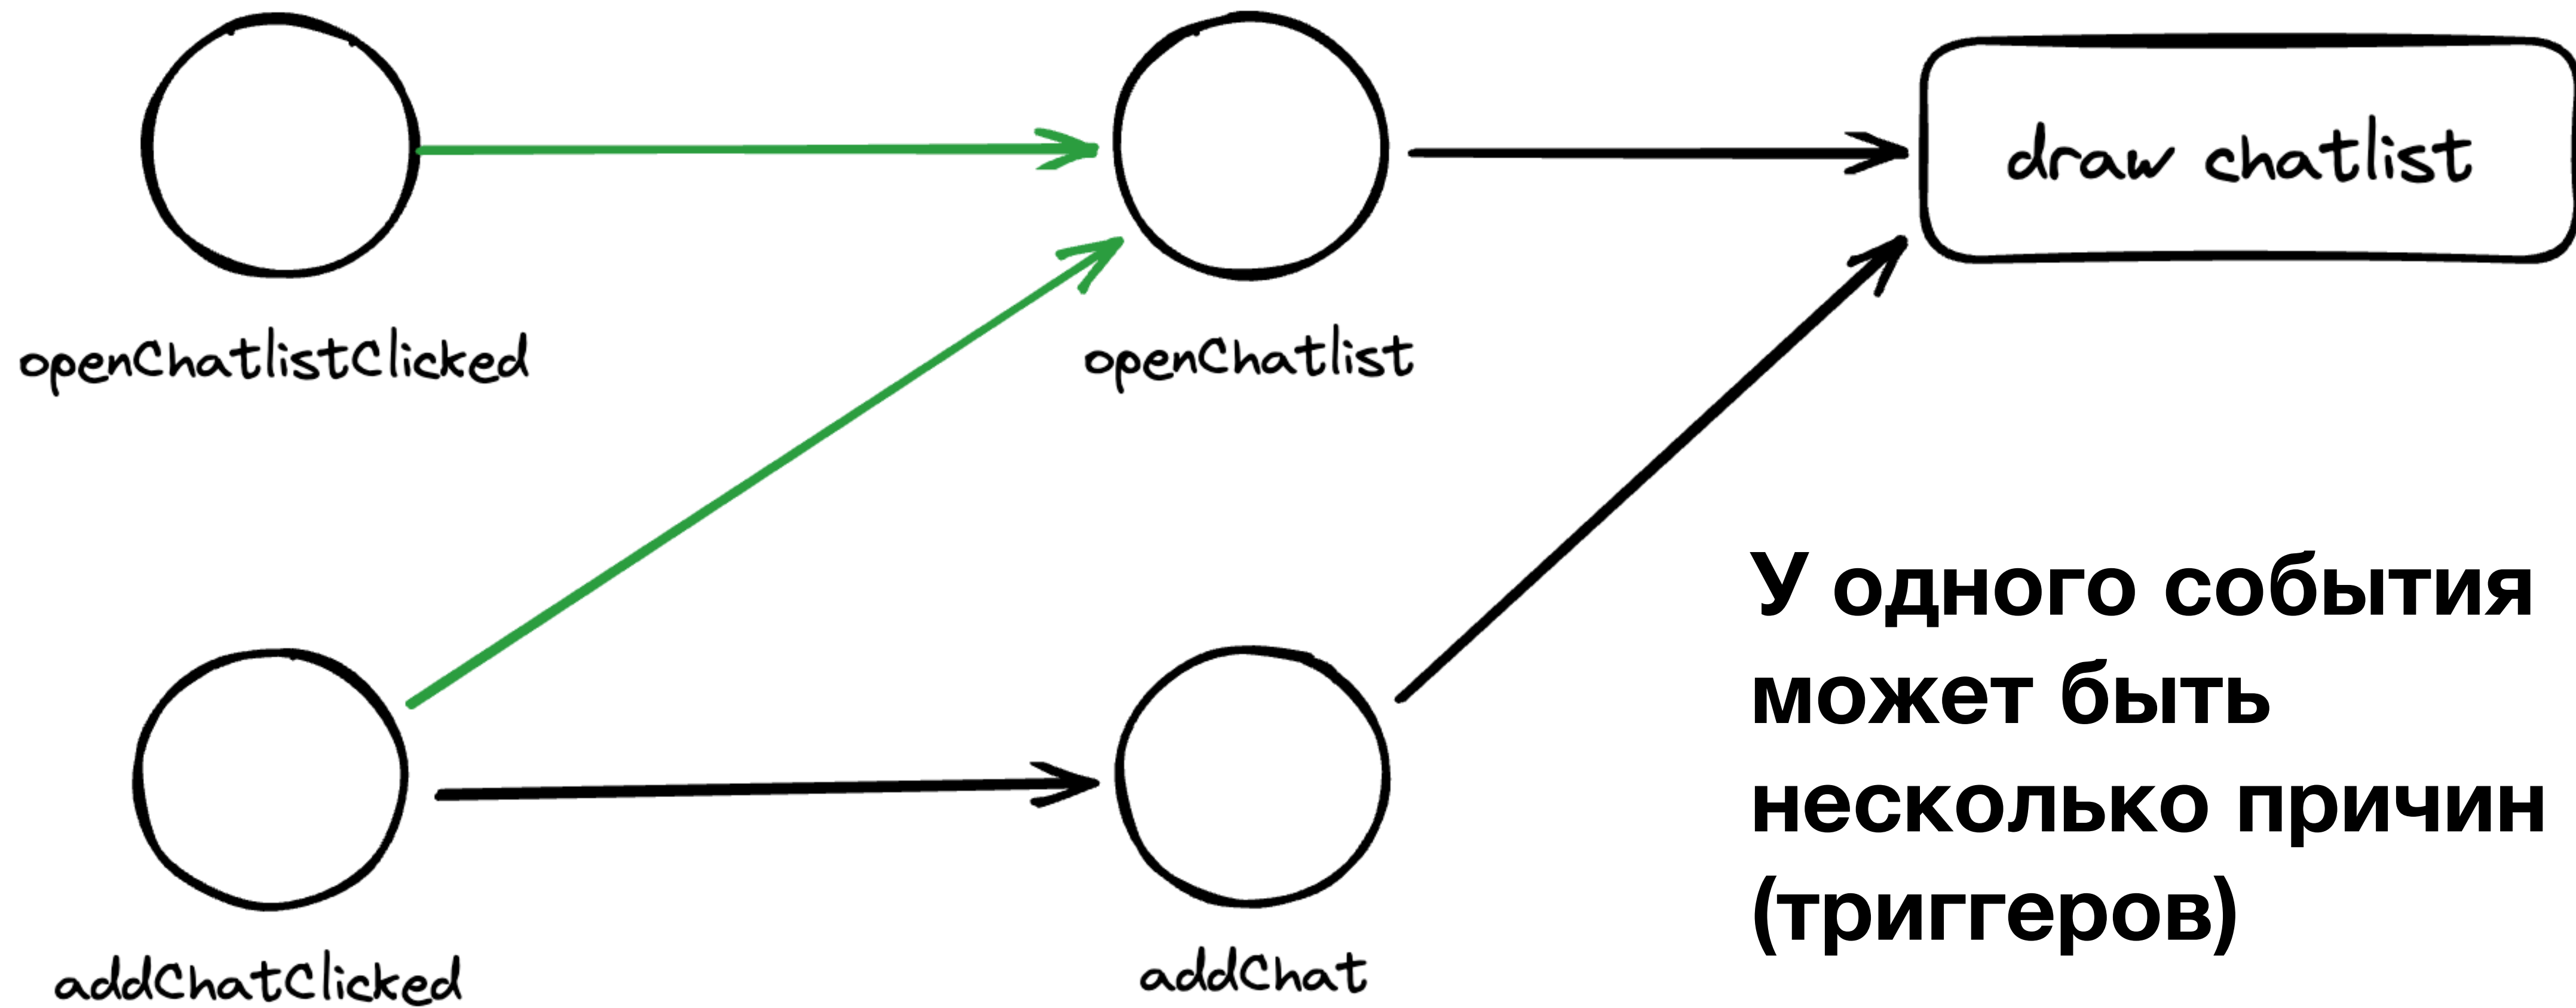 draw chatlist
openChatlistClicked
openChatlist
У одного события
может быть
несколько причин
(триггеров)
addChatClicked
addChat